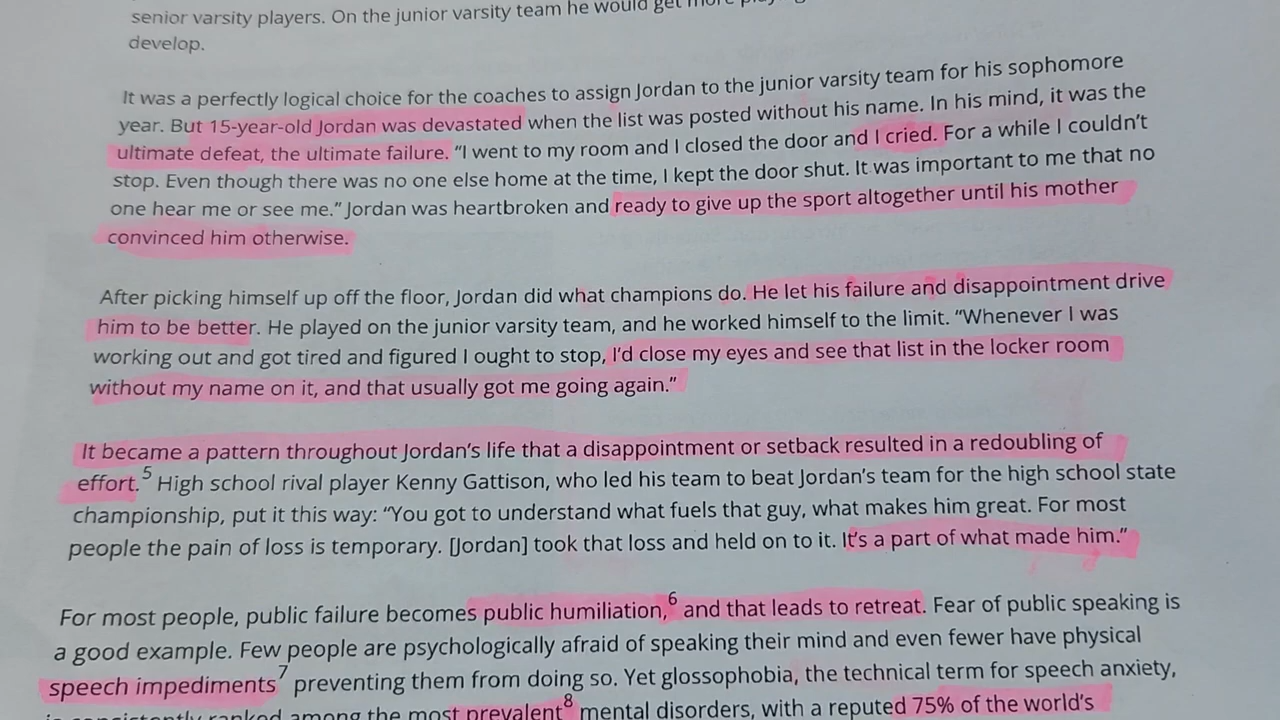 senior varsity players. On the junior varsity team he would get more
develop.
It was a perfectly logical choice for the coaches to assign Jordan to the junior varsity team for his sophomore
year. But 15-year-old Jordan was devastated when the list was posted without his name. In his mind, it was the
ultimate defeat, the ultimate failure. “I went to my room and I closed the door and I cried. For a while I couldn’t
stop. Even though there was no one else home at the time, I kept the door shut. It was important to me that no
one hear me or see me.” Jordan was heartbroken and ready to give up the sport altogether until his mother
convinced him otherwise.
After picking himself up off the floor, Jordan did what champions do. He let his failure and disappointment drive
him to be better. He played on the junior varsity team, and he worked himself to the limit. “Whenever I was
working out and got tired and figured I ought to stop, I’d close my eyes and see that list in the locker room
without my name on it, and that usually got me going again.”
It became a pattern throughout Jordan’s life that a disappointment or setback resulted in a redoubling of
effort.5 High school rival player Kenny Gattison, who led his team to beat Jordan’s team for the high school state
championship, put it this way: “You got to understand what fuels that guy, what makes him great. For most
people the pain of loss is temporary. [Jordan] took that loss and held on to it. It’s a part of what made him.”
For most people, public failure becomes public humiliation,6 and that leads to retreat. Fear of public speaking is
a good example. Few people are psychologically afraid of speaking their mind and even fewer have physical
speech impediments7 preventing them from doing so. Yet glossophobia, the technical term for speech anxiety,
is consistently ranked among the most prevalent8 mental disorders, with a reputed 75% of the world’s